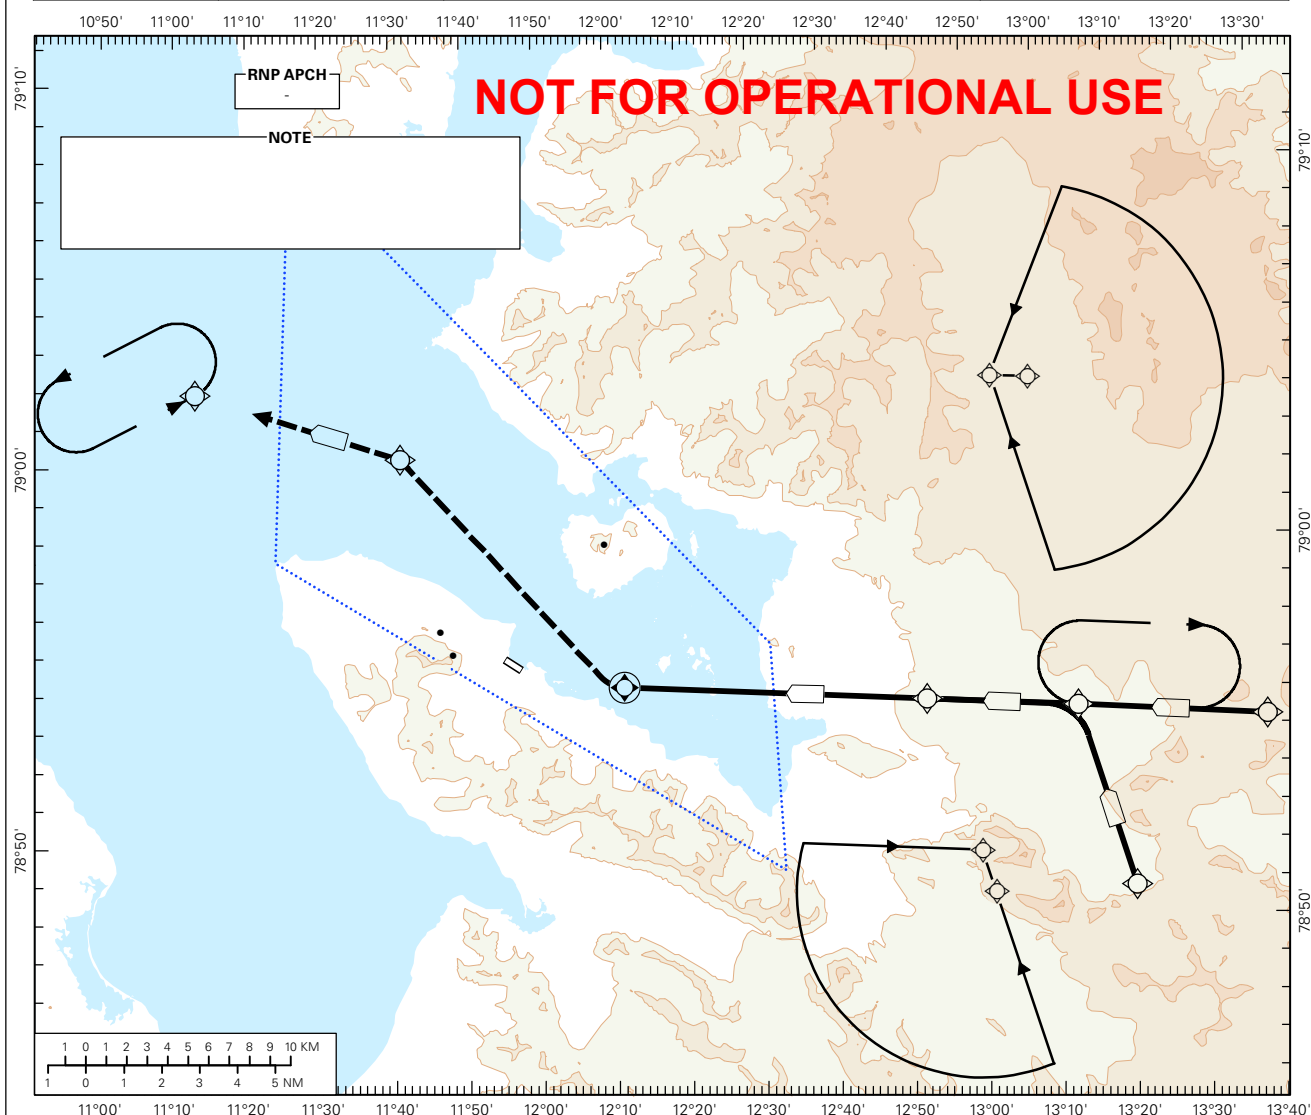 10°50' 11°00' 11°10' 11°20' 11°30' 11°40' 11°50' 12°00' 12°10' 12°20' 12°30' 12°40' 12°50' 13°00' 13°10' 13°20' 13°30'
79°10'
RNP APCH
-
NOT FOR OPERATIONAL USE
NOTE
79°10'
79°00'
79°00'
78°50'
78°50'
1 0 1 2 3 4 5 6 7 8 9 10 KM
1 0 1 2 3 4 5 NM
11°00' 11°10' 11°20' 11°30' 11°40' 11°50' 12°00' 12°10' 12°20' 12°30' 12°40' 12°50' 13°00' 13°10' 13°20' 13°30' 13°40'